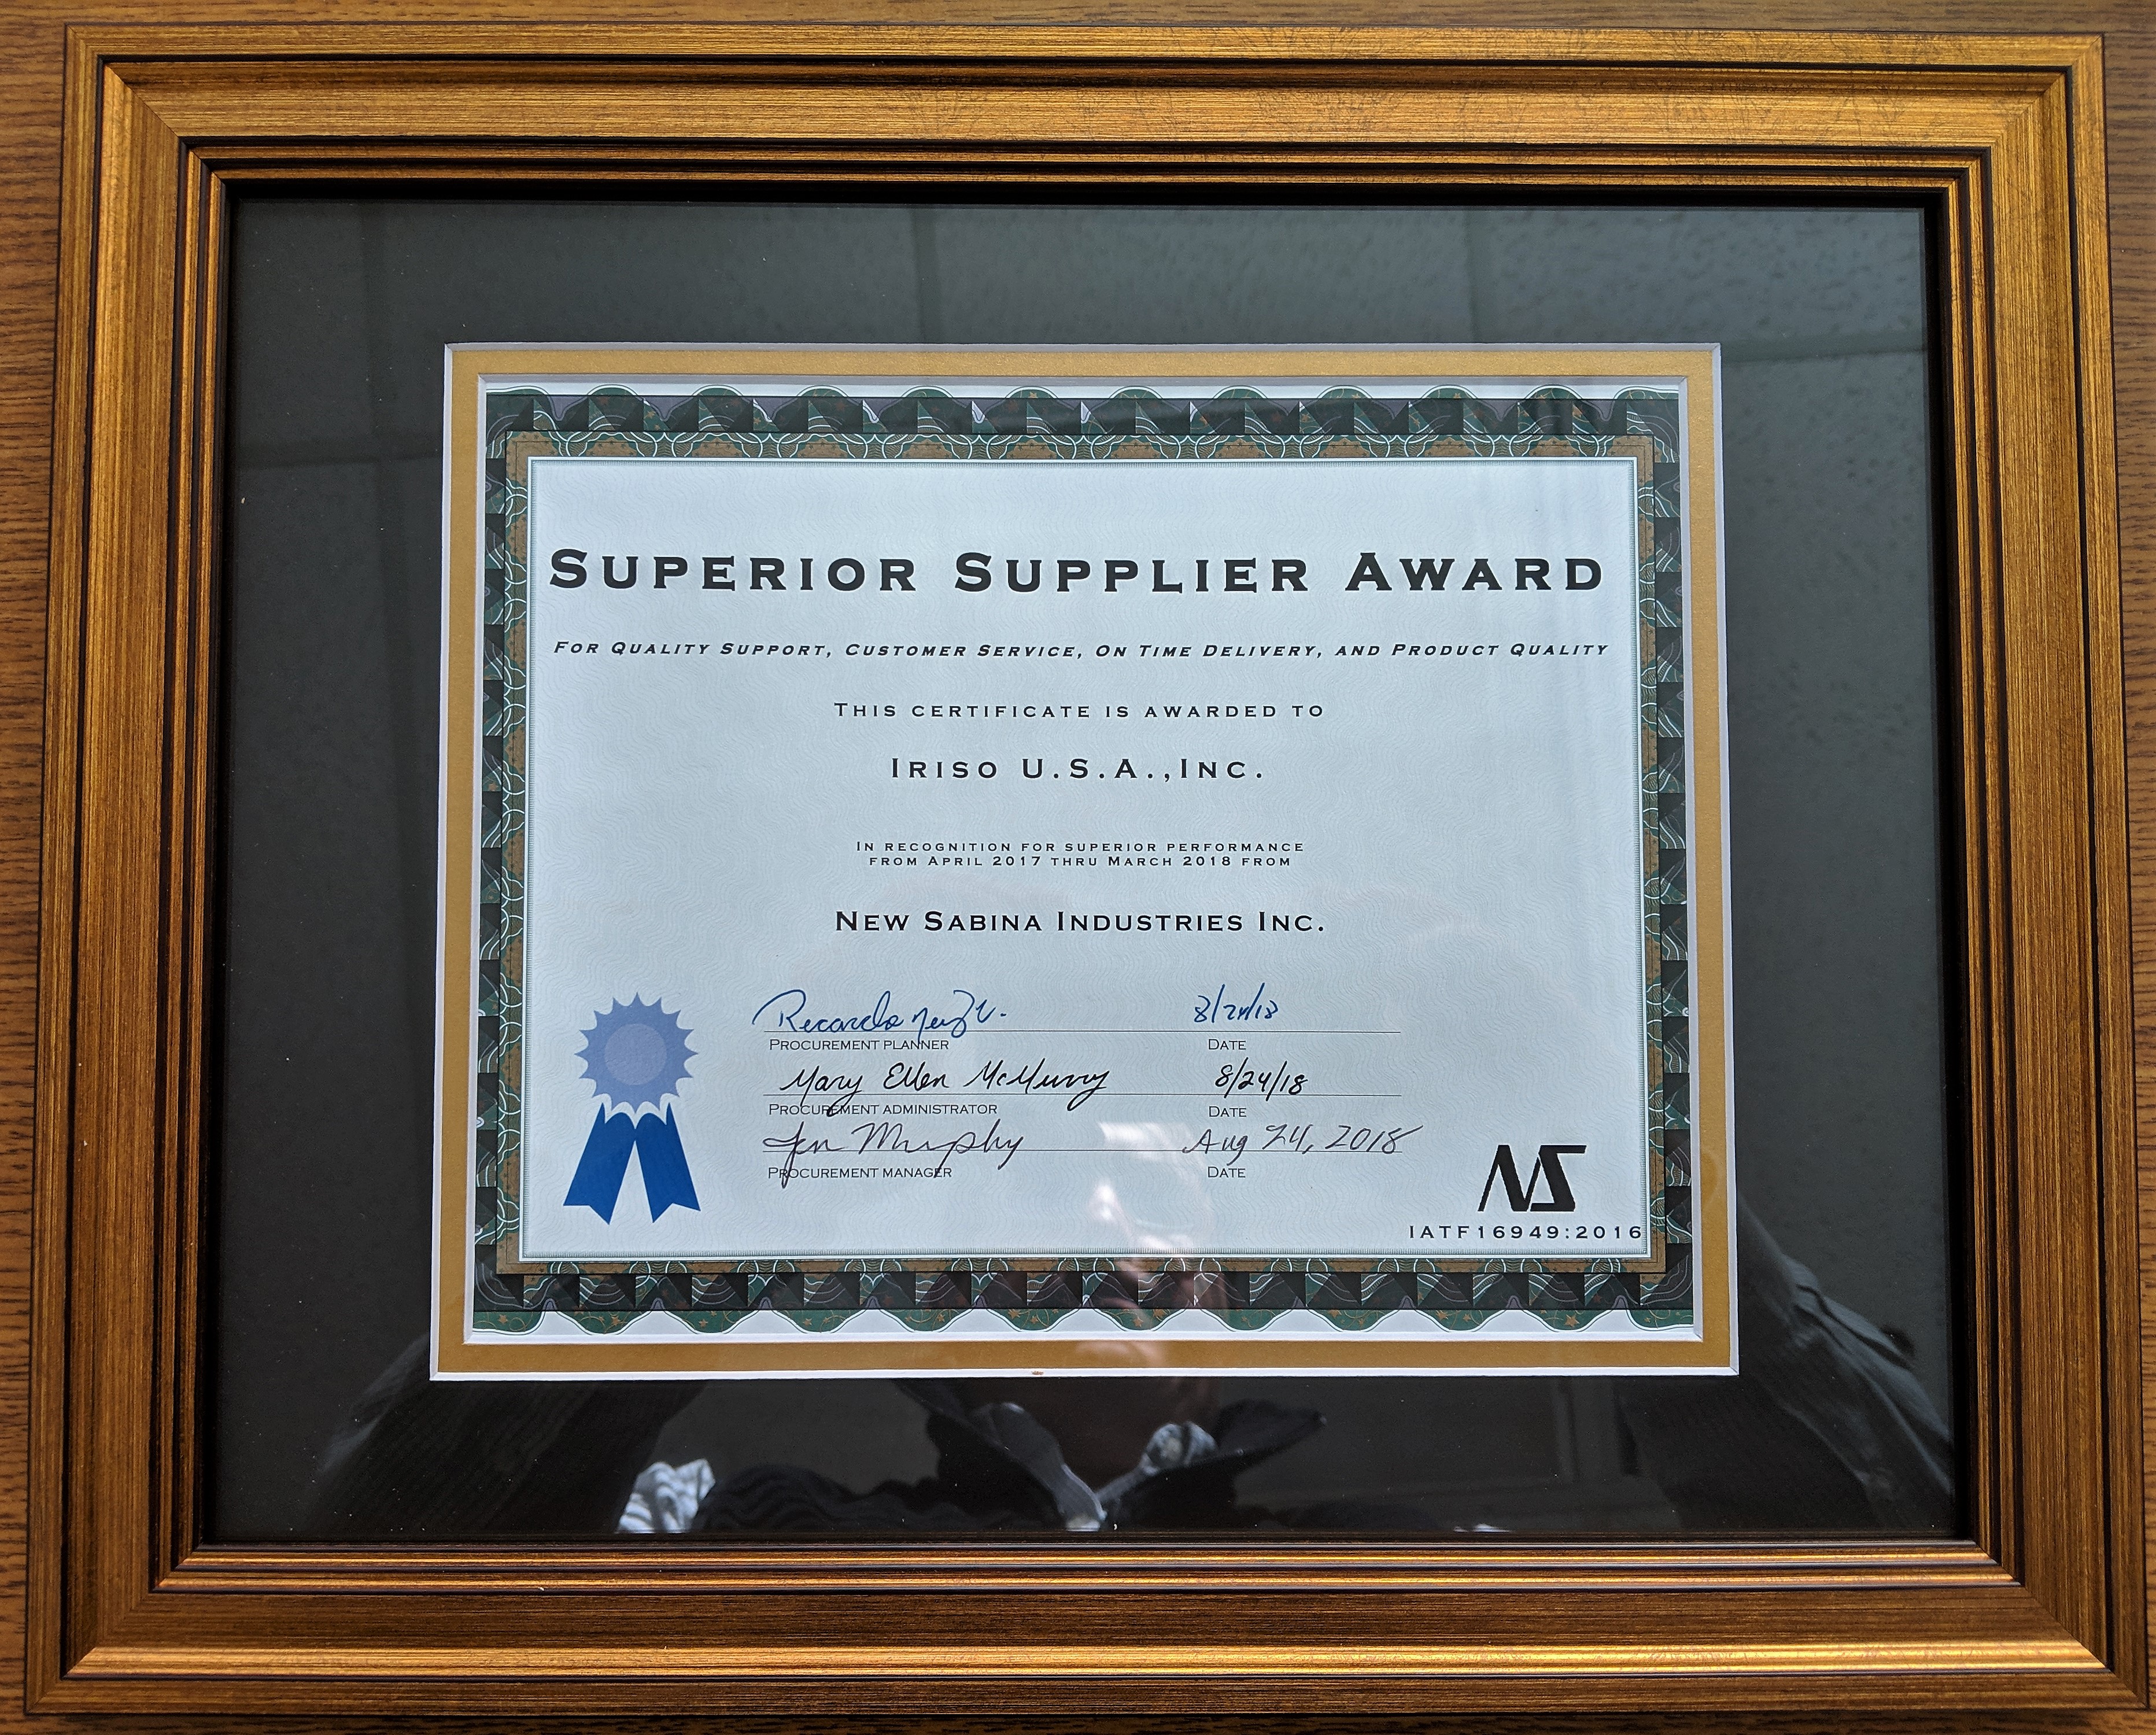 SUPERIOR SUPPLIER AWARD
FOR QUALITY SUPPORT, CUSTOMER SERVICE, ON TIME DELIVERY, AND PRODUCT QUALITY
THIS CERTIFICATE IS AWARDED TO
IRISO U.S.A.,INC.
IN RECOGNITION FOR SUPERIOR PERFORMANCE
FROM APRIL 2017 THRU MARCH 2018 FROM
NEW SABINA INDUSTRIES INC.
PROCUREMENT PLANNER DATE
Mary Ellen McMurry 8/24/18
PROCUREMENT ADMINISTRATOR DATE
Jen Murphy Aug 24, 2018
PROCUREMENT MANAGER DATE
NS
IATF16949:2016